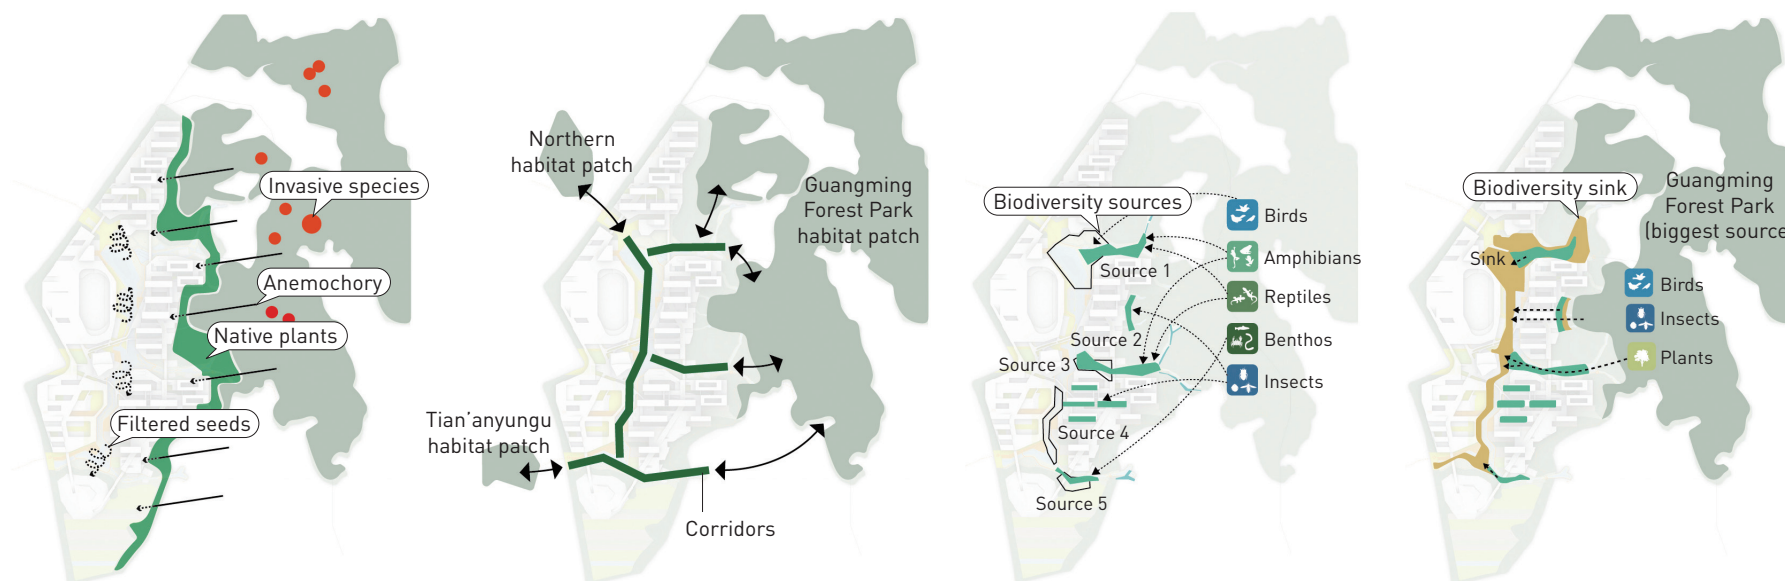 Invasive species
Anemochory
Native plants
Filtered seeds
Northern
habitat patch
Guangming
Forest Park
habitat patch
Tian'anyungu
habitat patch
Corridors
Biodiversity sources
Source 1
Source 2
Source 3
Source 4
Source 5
Birds
Amphibians
Reptiles
Benthos
Insects
Biodiversity sink
Sink
Guangming
Forest Park
(biggest source
Birds
Insects
Plants